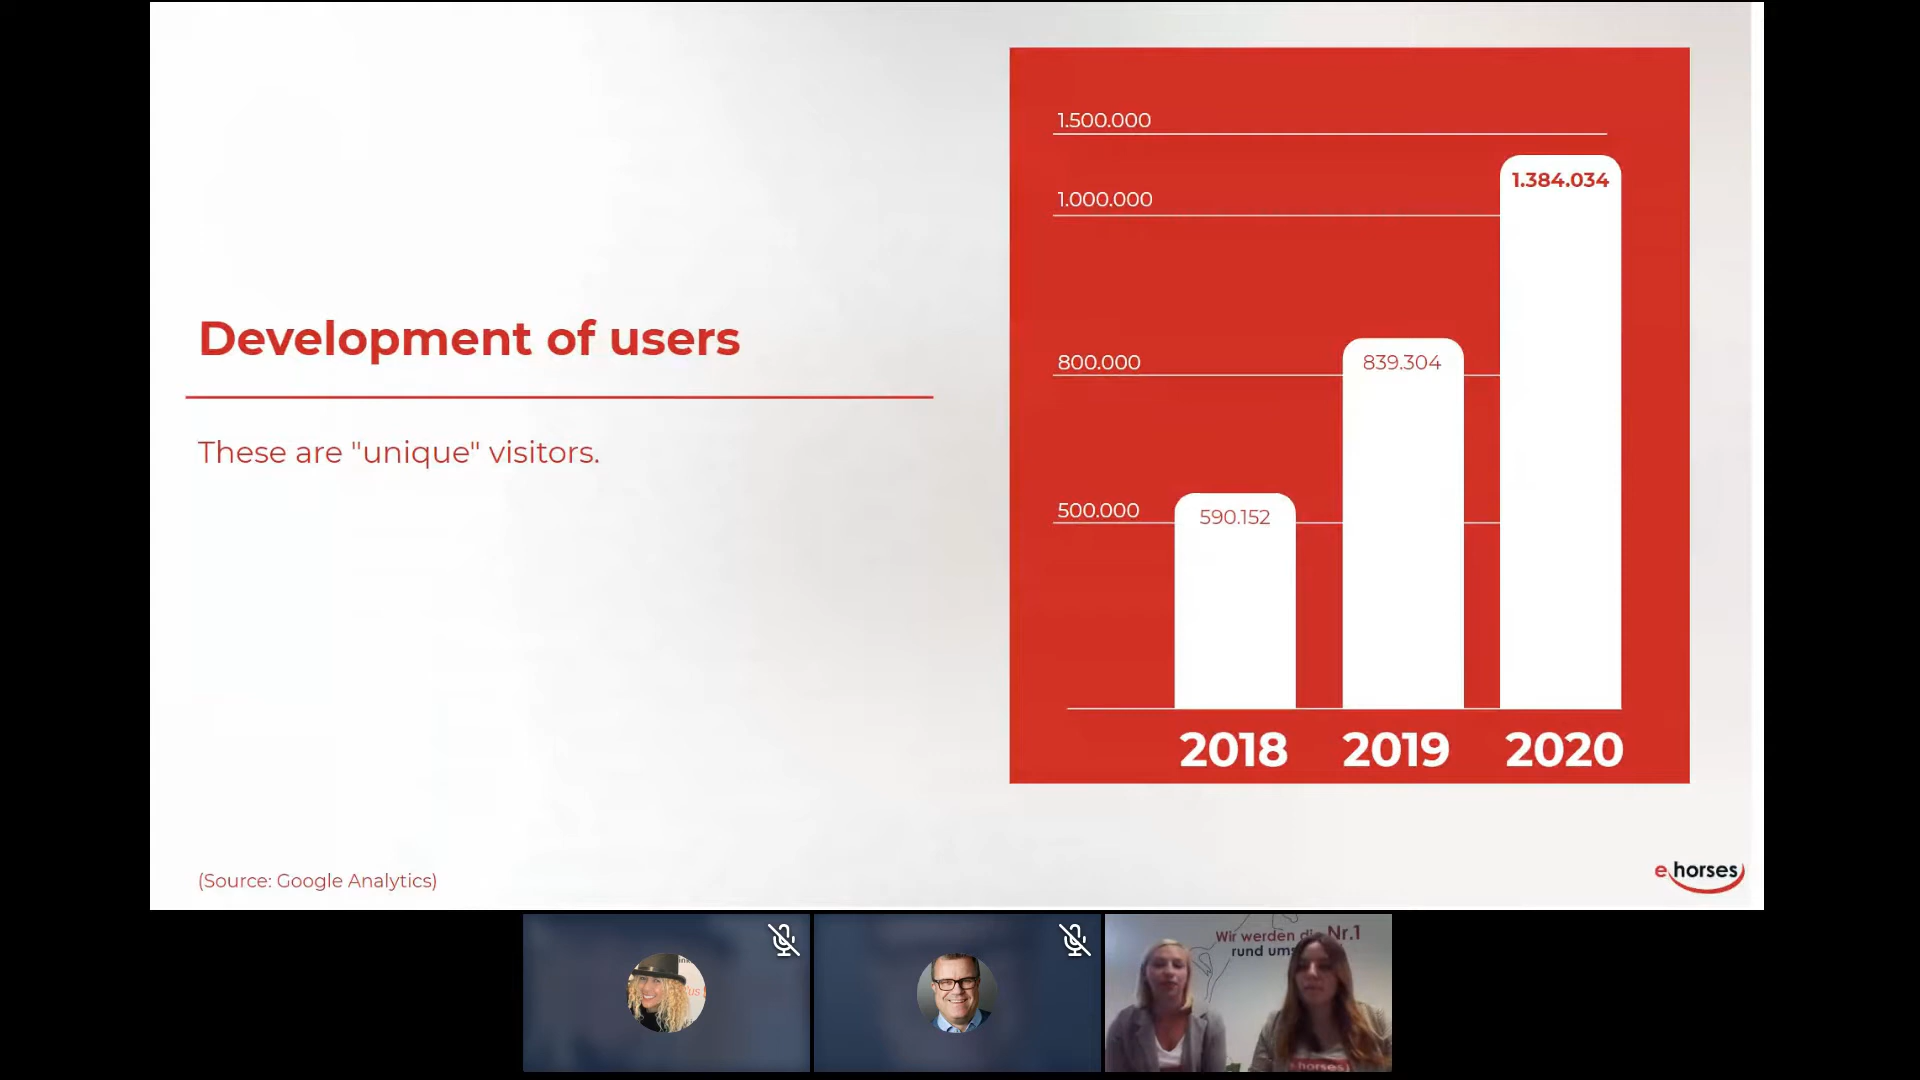 Development of users
These are "unique" visitors.
(Source: Google Analytics)
1.500.000
1.000.000
800.000
500.000
590.152
839.304
1.384.034
2018
2019
2020
ehorses
Wir werden die Nr.1
rund ums
ehorses